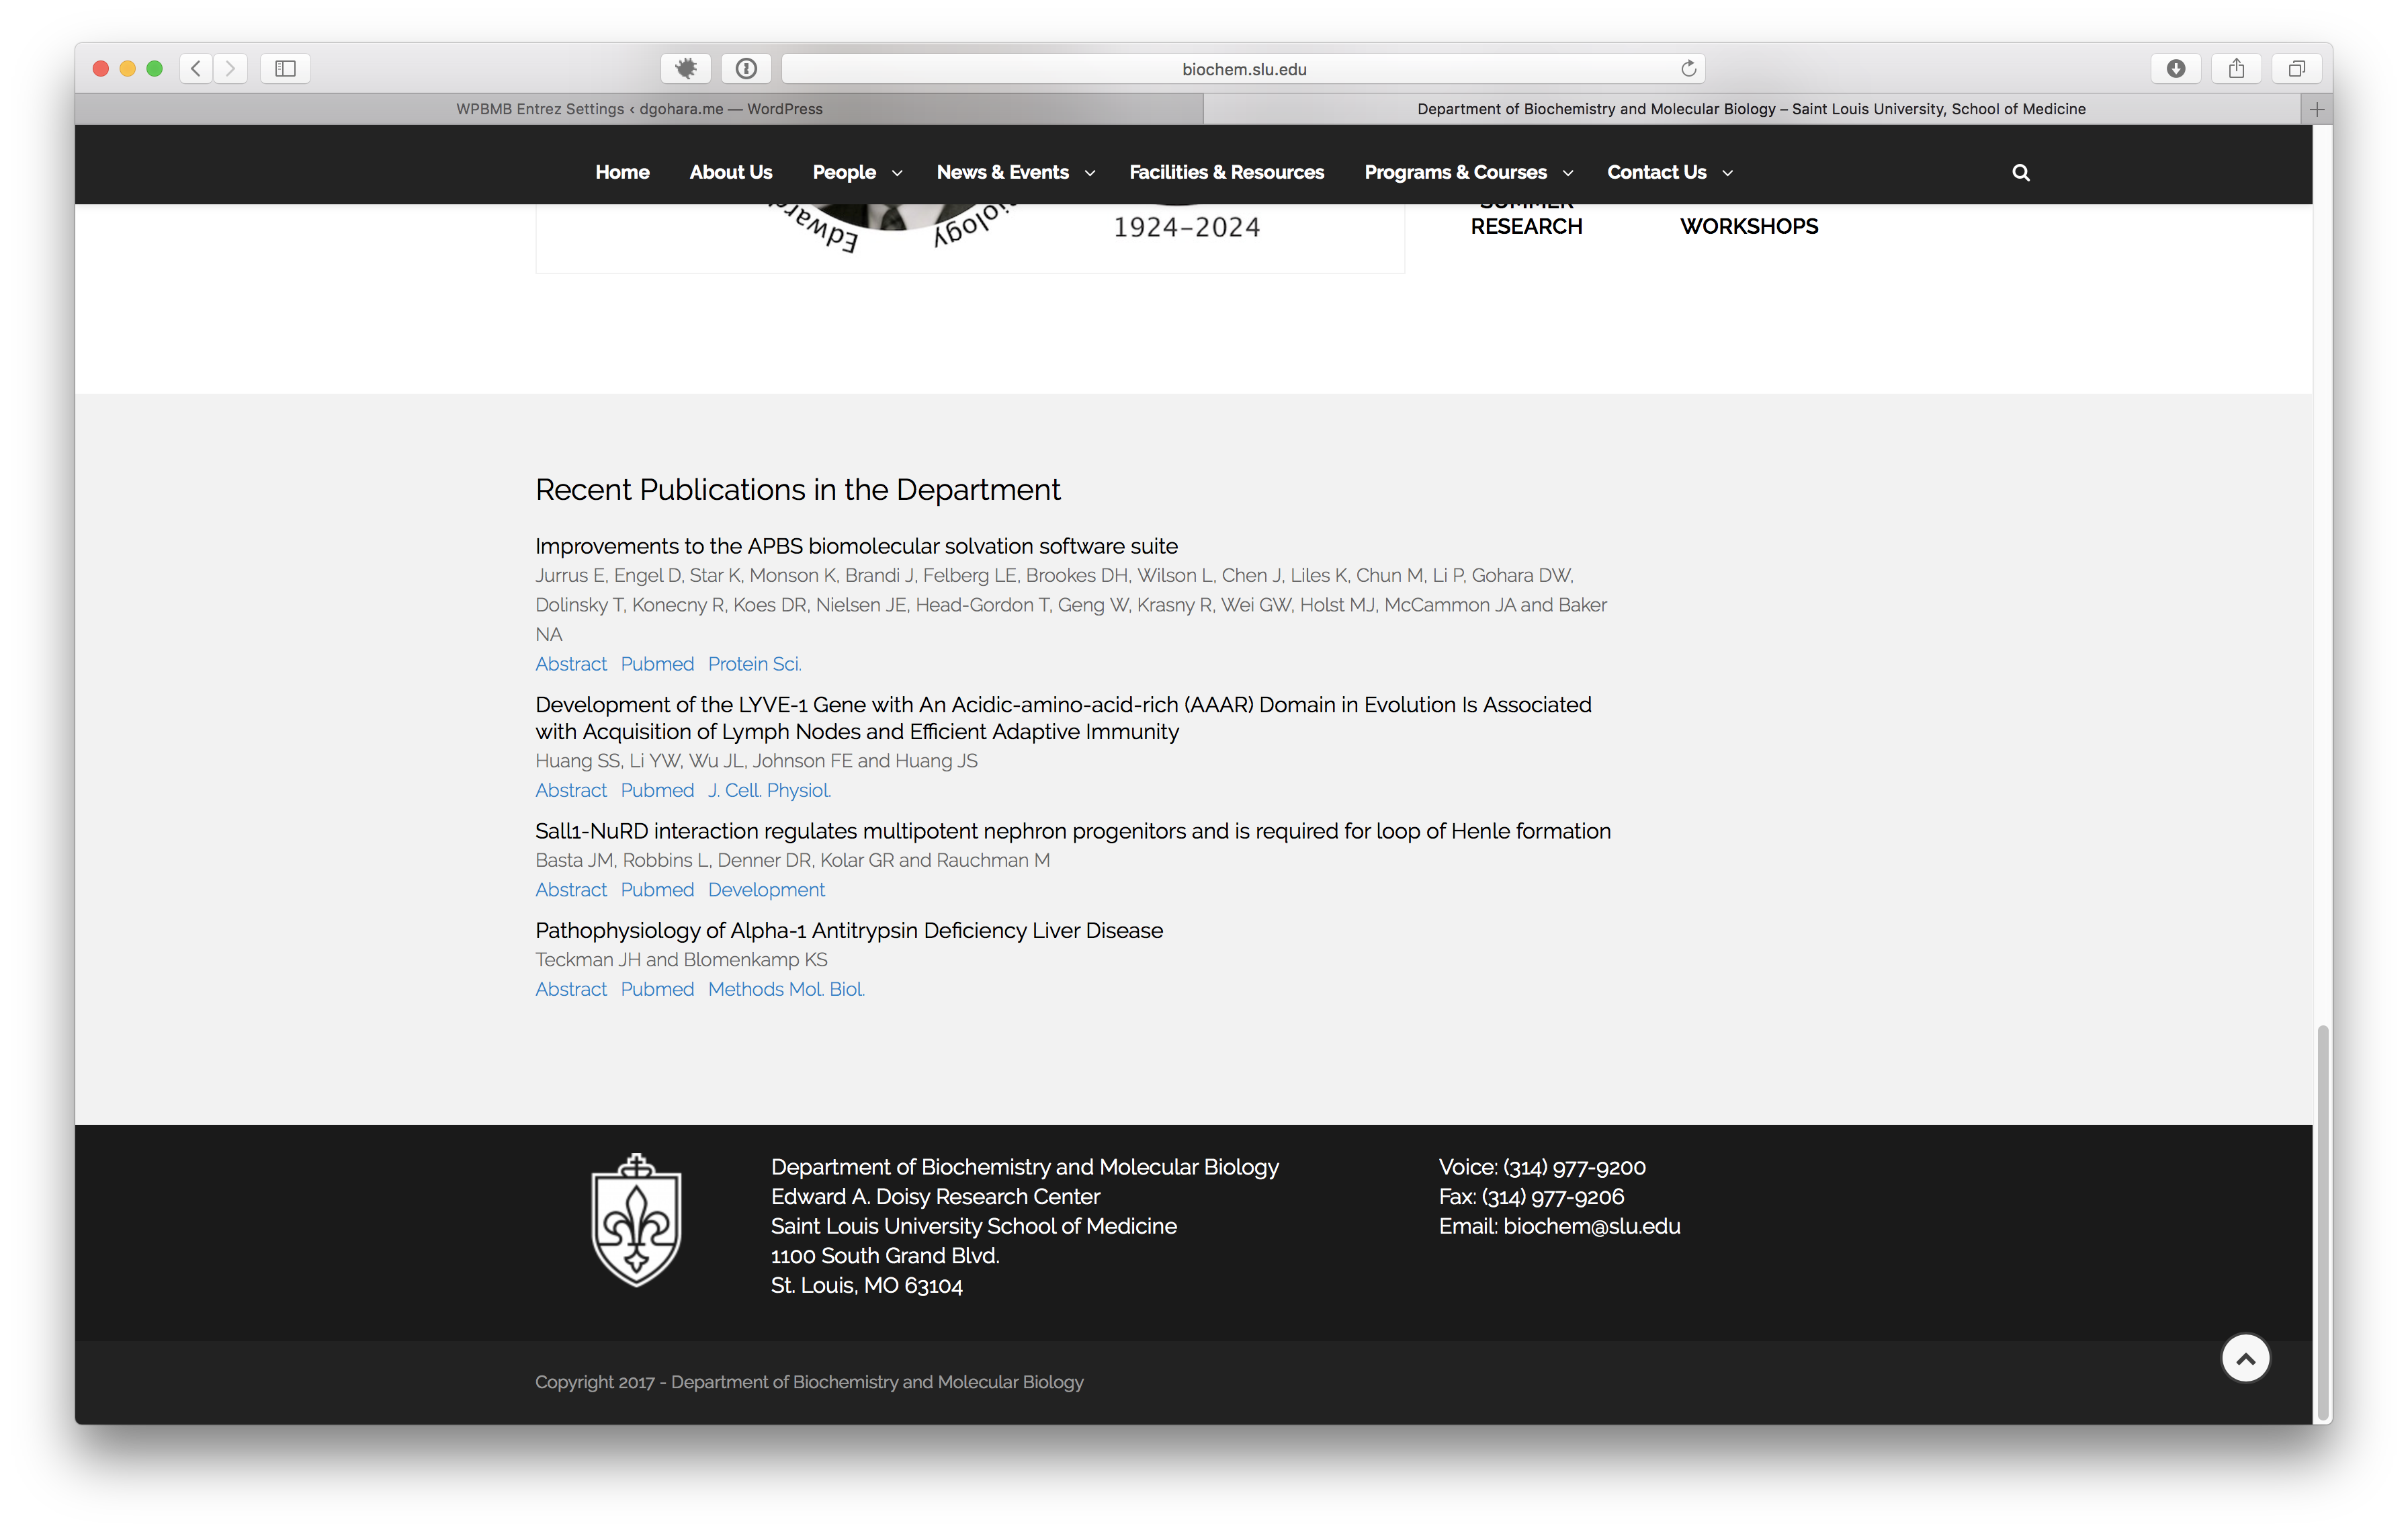 biochem.slu.edu
WPBMB Entrez Settings ‹ dgohara.me — WordPress
Department of Biochemistry and Molecular Biology – Saint Louis University, School of Medicine
Home About Us People News & Events Facilities & Resources Programs & Courses Contact Us
Edward
iology
1924–2024
SUMMER
RESEARCH
WORKSHOPS
Recent Publications in the Department
Improvements to the APBS biomolecular solvation software suite
Jurrus E, Engel D, Star K, Monson K, Brandi J, Felberg LE, Brookes DH, Wilson L, Chen J, Liles K, Chun M, Li P, Gohara DW,
Dolinsky T, Konecny R, Koes DR, Nielsen JE, Head-Gordon T, Geng W, Krasny R, Wei GW, Holst MJ, McCammon JA and Baker
NA
Abstract Pubmed Protein Sci.
Development of the LYVE-1 Gene with An Acidic-amino-acid-rich (AAAR) Domain in Evolution Is Associated
with Acquisition of Lymph Nodes and Efficient Adaptive Immunity
Huang SS, Li YW, Wu JL, Johnson FE and Huang JS
Abstract Pubmed J. Cell. Physiol.
Sall1-NuRD interaction regulates multipotent nephron progenitors and is required for loop of Henle formation
Basta JM, Robbins L, Denner DR, Kolar GR and Rauchman M
Abstract Pubmed Development
Pathophysiology of Alpha-1 Antitrypsin Deficiency Liver Disease
Teckman JH and Blomenkamp KS
Abstract Pubmed Methods Mol. Biol.
Department of Biochemistry and Molecular Biology
Edward A. Doisy Research Center
Saint Louis University School of Medicine
1100 South Grand Blvd.
St. Louis, MO 63104
Voice: (314) 977-9200
Fax: (314) 977-9206
Email: biochem@slu.edu
Copyright 2017 - Department of Biochemistry and Molecular Biology